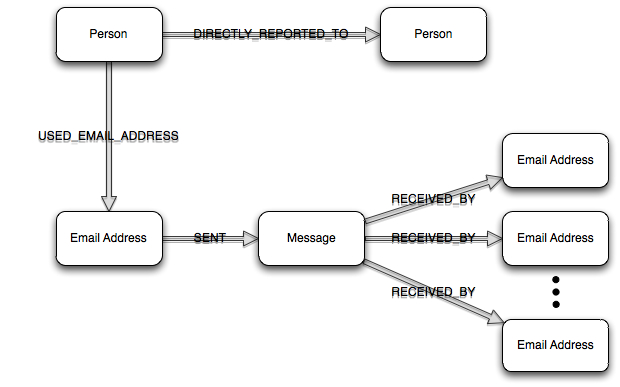 Person
DIRECTLY_REPORTED_TO
Person
USED_EMAIL_ADDRESS
Email Address
RECEIVED_BY
Email Address
SENT
Message
RECEIVED_BY
Email Address
RECEIVED_BY
Email Address